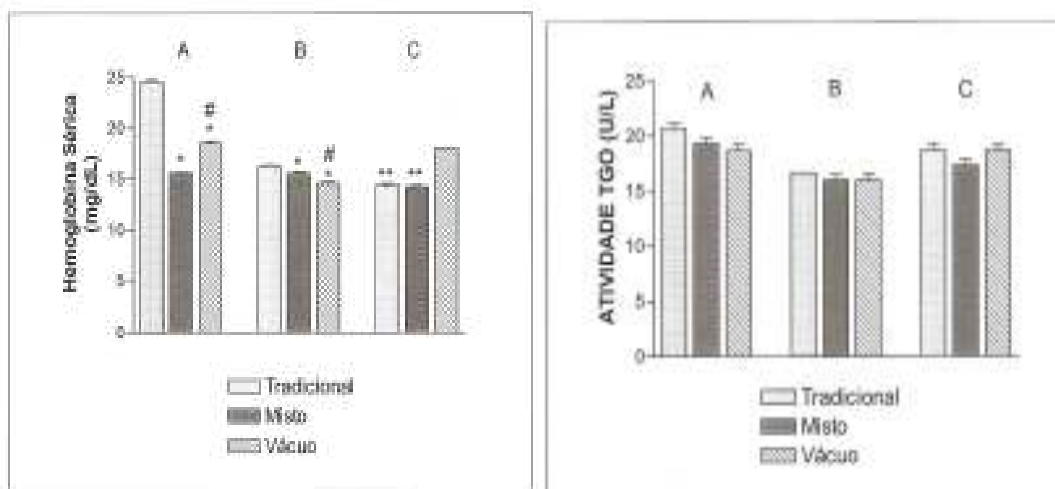 A B C
Hemoglobina Sérica
(mg/dL)
25
20
15
10
5
0
*
#
*
*
#
*
** **
Tradicional
Misto
Vácuo
A B C
ATIVIDADE TGO (U/L)
25
20
15
10
5
0
Tradicional
Misto
Vácuo